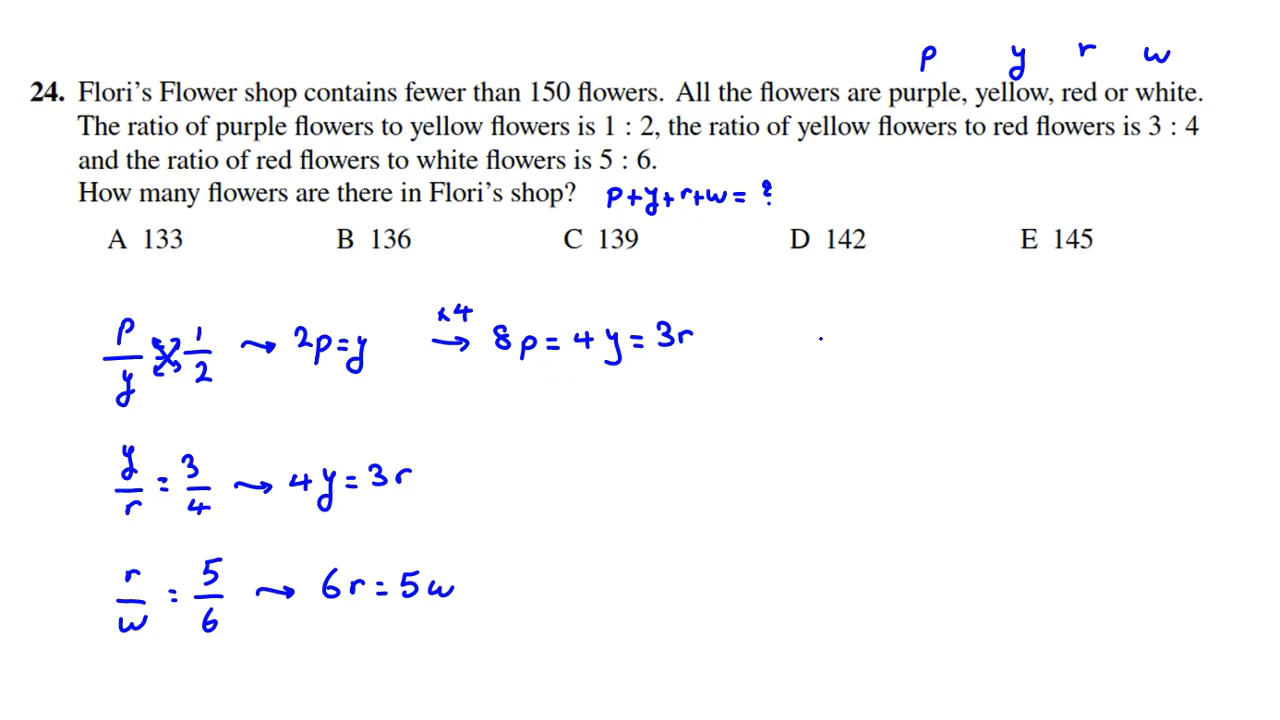 p y r w
24. Flori's Flower shop contains fewer than 150 flowers. All the flowers are purple, yellow, red or white.
The ratio of purple flowers to yellow flowers is 1 : 2, the ratio of yellow flowers to red flowers is 3 : 4
and the ratio of red flowers to white flowers is 5 : 6.
How many flowers are there in Flori's shop? p+y+r+w=?
A 133 B 136 C 139 D 142 E 145
p/y 1/2 ⇝ 2p=y ×4→ 8p=4y=3r
y/r = 3/4 ⇝ 4y=3r
r/w = 5/6 ⇝ 6r=5w